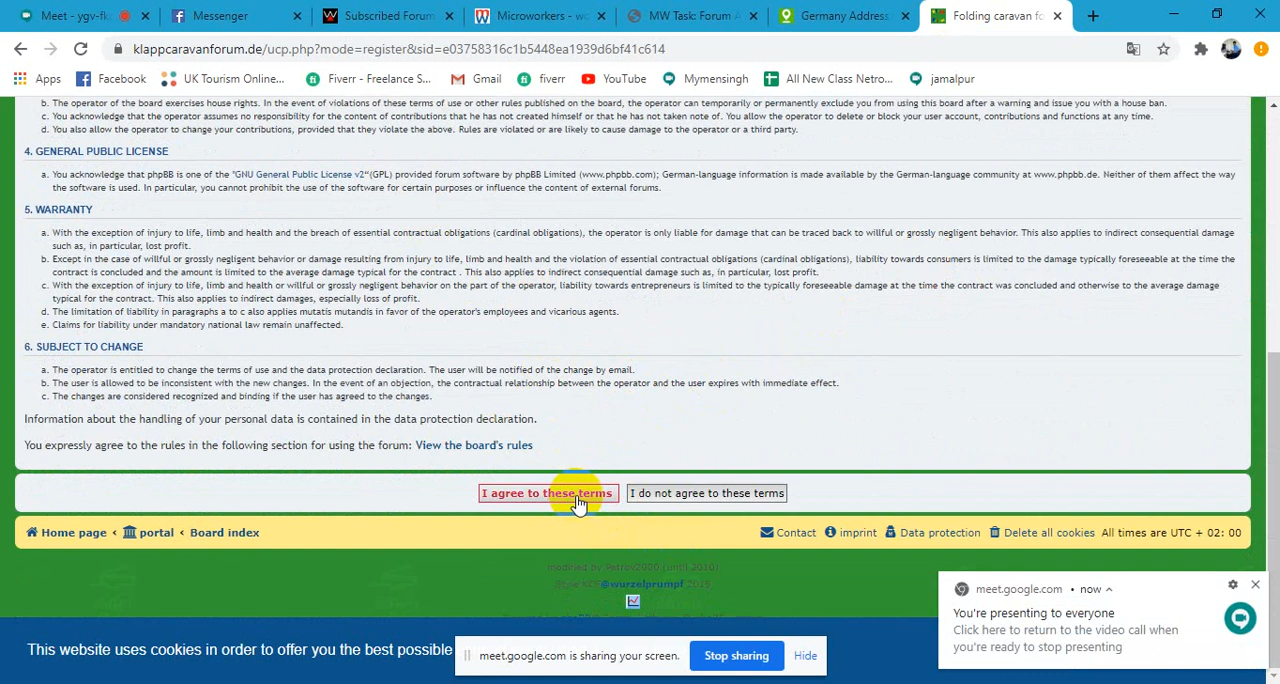 Meet - ygv-fk
Messenger
Subscribed Forum
Microworkers - wo
MW Task: Forum A
Germany Address
Folding caravan fo
klappcaravanforum.de/ucp.php?mode=register&sid=e03758316c1b5448ea1939d6bf41c614
Apps
Facebook
UK Tourism Online...
Fiverr - Freelance S...
Gmail
fiverr
YouTube
Mymersingh
All New Class Netro...
jamalpur
b. The operator of the board exercises house rights. In the event of violations of these terms of use or other rules published on the board, the operator can temporarily or permanently exclude you from using this board after a warning and issue you with a house ban.
c. You acknowledge that the operator assumes no responsibility for the content of contributions that he has not created himself or that he has not taken note of. You allow the operator to delete or block your user account, contributions and functions at any time.
d. You also allow the operator to change your contributions, provided that they violate the above. Rules are violated or are likely to cause damage to the operator or a third party.
4. GENERAL PUBLIC LICENSE
a. You acknowledge that phpBB is one of the "GNU General Public License v2“(GPL) provided forum software by phpBB Limited (www.phpbb.com); German-language information is made available by the German-language community at www.phpbb.de. Neither of them affect the way
the software is used. In particular, you cannot prohibit the use of the software for certain purposes or influence the content of external forums.
5. WARRANTY
a. With the exception of injury to life, limb and health and the breach of essential contractual obligations (cardinal obligations), the operator is only liable for damage that can be traced back to willful or grossly negligent behavior. This also applies to indirect consequential damage
such as, in particular, lost profit.
b. Except in the case of willful or grossly negligent behavior or damage resulting from injury to life, limb and health and the violation of essential contractual obligations (cardinal obligations), liability towards consumers is limited to the damage typically foreseeable at the time the
contract is concluded and the amount is limited to the average damage typical for the contract . This also applies to indirect consequential damage such as, in particular, lost profit.
c. With the exception of injury to life, limb and health or willful or grossly negligent behavior on the part of the operator, liability towards entrepreneurs is limited to the typically foreseeable damage at the time the contract was concluded and otherwise to the average damage
typical for the contract. This also applies to indirect damages, especially loss of profit.
d. The limitation of liability in paragraphs a to c also applies mutatis mutandis in favor of the operator's employees and vicarious agents.
e. Claims for liability under mandatory national law remain unaffected.
6. SUBJECT TO CHANGE
a. The operator is entitled to change the terms of use and the data protection declaration. The user will be notified of the change by email.
b. The user is allowed to be inconsistent with the new changes. In the event of an objection, the contractual relationship between the operator and the user expires with immediate effect.
c. The changes are considered recognized and binding if the user has agreed to the changes.
Information about the handling of your personal data is contained in the data protection declaration.
You expressly agree to the rules in the following section for using the forum: View the board's rules
I agree to these terms
I do not agree to these terms
Home page ‹ portal ‹ Board index
Contact imprint Data protection Delete all cookies All times are UTC + 02: 00
modified by Petrov2000 (until 2010)
Style KCF @wurzelprumpf 2015
meet.google.com • now
You're presenting to everyone
Click here to return to the video call when
you're ready to stop presenting
This website uses cookies in order to offer you the best possible
meet.google.com is sharing your screen.
Stop sharing
Hide